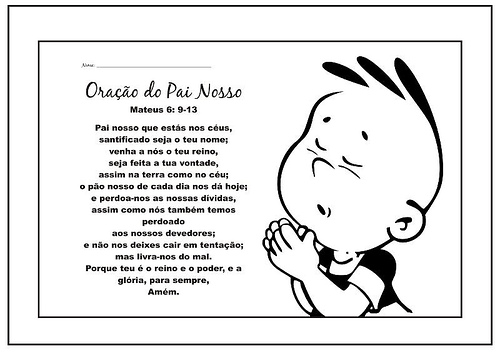 Nome:
Oração do Pai Nosso
Mateus 6: 9-13
Pai nosso que estás nos céus,
santificado seja o teu nome;
venha a nós o teu reino,
seja feita a tua vontade,
assim na terra como no céu;
o pão nosso de cada dia nos dá hoje;
e perdoa-nos as nossas dívidas,
assim como nós também temos
perdoado
aos nossos devedores;
e não nos deixes cair em tentação;
mas livra-nos do mal.
Porque teu é o reino e o poder, e a
glória, para sempre,
Amém.